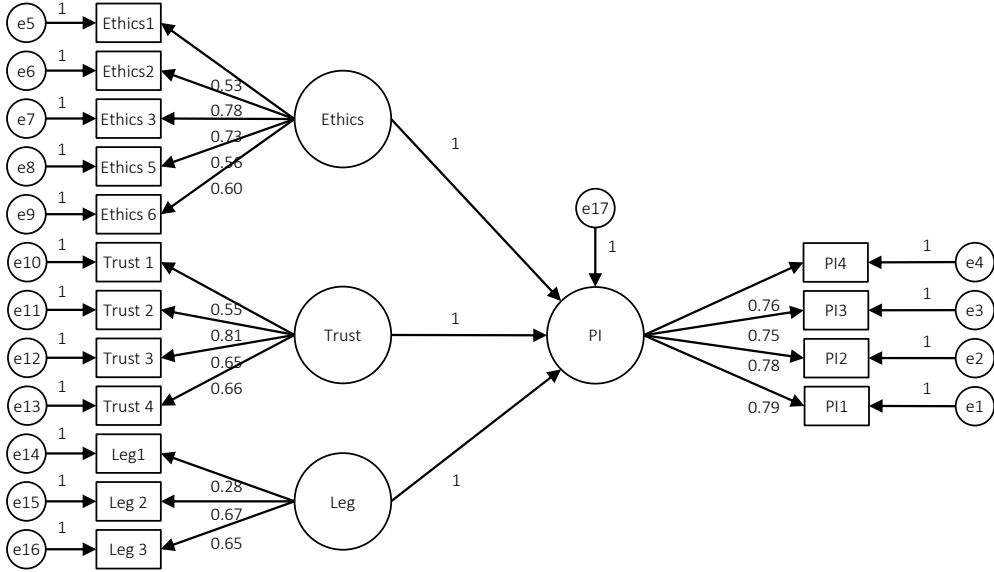 e5 1 Ethics1
e6 1 Ethics2
0.53
e7 1 Ethics 3
0.78
Ethics
1
0.73
e8 1 Ethics 5
0.56
0.60
e9 1 Ethics 6
e17
1
e10 1 Trust 1
PI4 1 e4
e11 1 Trust 2
0.55
0.76
PI3 1 e3
0.81
Trust
1
PI
0.75
e12 1 Trust 3
0.65
0.78
PI2 1 e2
0.66
e13 1 Trust 4
0.79
PI1 1 e1
e14 1 Leg1
0.28
1
e15 1 Leg 2
Leg
0.67
0.65
e16 1 Leg 3